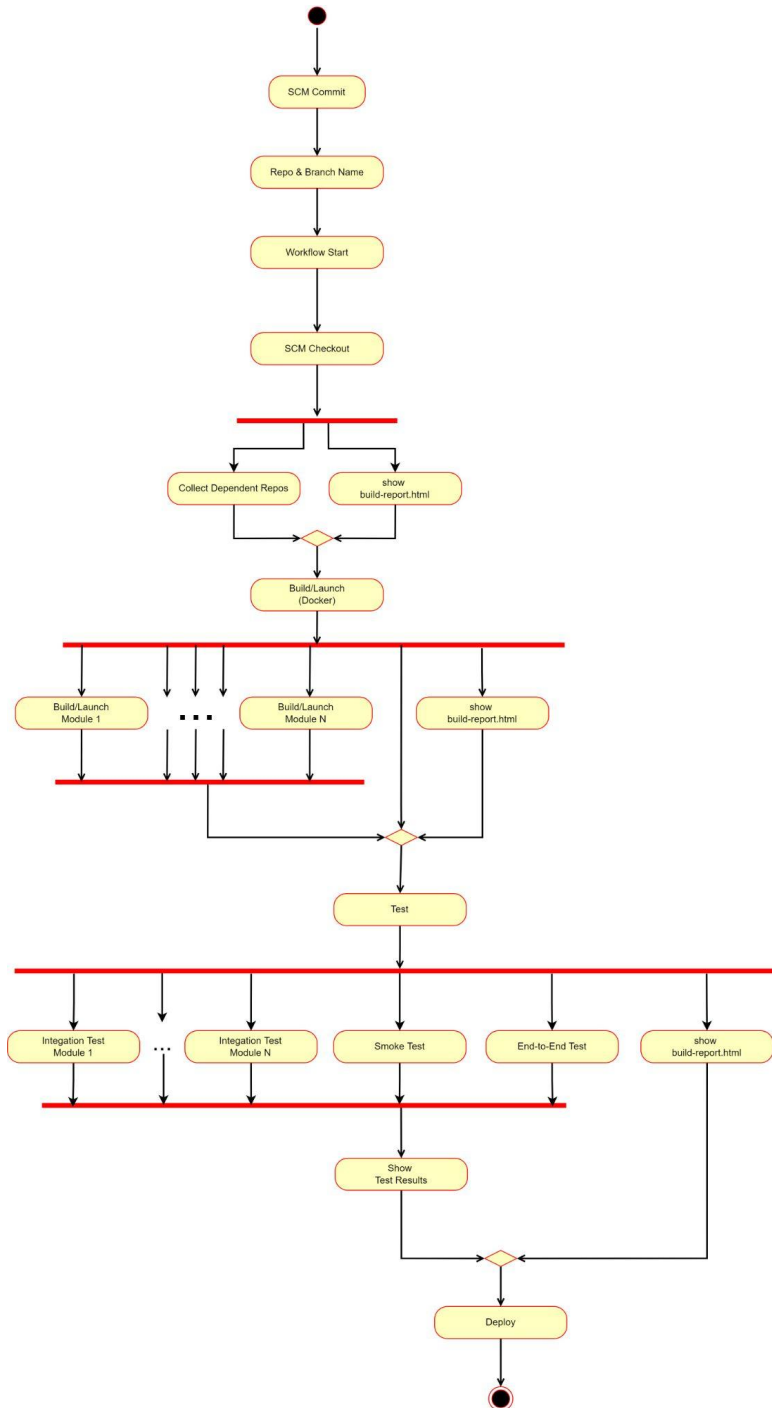 SCM Commit
Repo & Branch Name
Workflow Start
SCM Checkout
Collect Dependent Repos
show
build-report.html
Build/Launch
(Docker)
Build/Launch
Module 1
...
Build/Launch
Module N
show
build-report.html
Test
Integation Test
Module 1
...
Integation Test
Module N
Smoke Test
End-to-End Test
show
build-report.html
Show
Test Results
Deploy